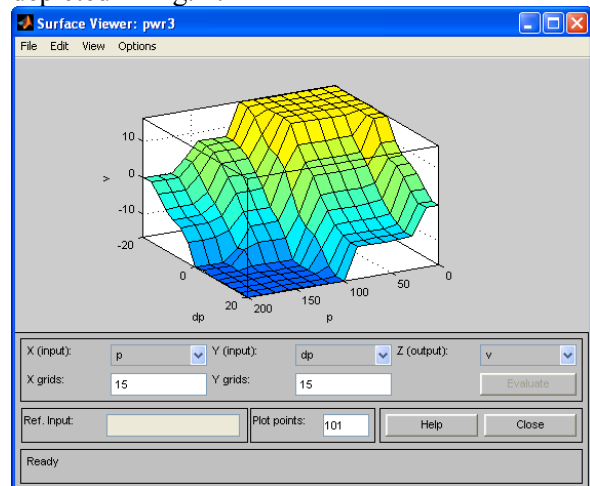 Surface Viewer: pwr3
File Edit View Options
10
0
-10
-20
0
20
200
150
100
50
0
v
dp
p
X (input): p Y (input): dp Z (output): v
X grids: 15 Y grids: 15 Evaluate
Ref. Input: Plot points: 101 Help Close
Ready